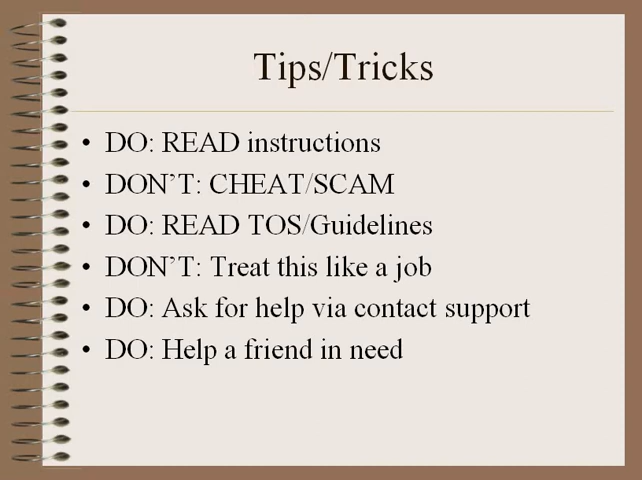 Tips/Tricks
• DO: READ instructions
• DON’T: CHEAT/SCAM
• DO: READ TOS/Guidelines
• DON’T: Treat this like a job
• DO: Ask for help via contact support
• DO: Help a friend in need